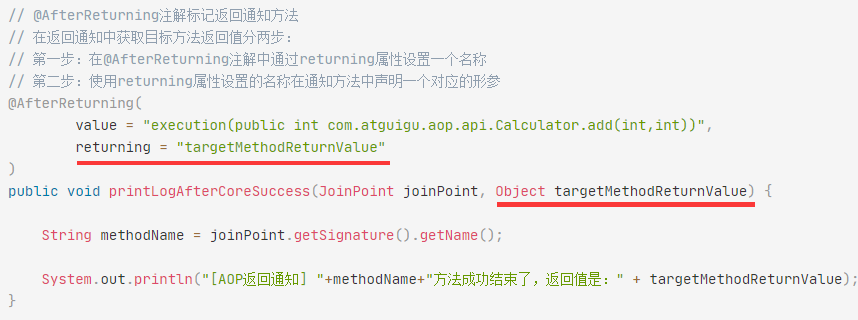 // @AfterReturning注解标记返回通知方法
// 在返回通知中获取目标方法返回值分两步：
// 第一步：在@AfterReturning注解中通过returning属性设置一个名称
// 第二步：使用returning属性设置的名称在通知方法中声明一个对应的形参
@AfterReturning(
        value = "execution(public int com.atguigu.aop.api.Calculator.add(int,int))",
        returning = "targetMethodReturnValue"
)
public void printLogAfterCoreSuccess(JoinPoint joinPoint, Object targetMethodReturnValue) {
    String methodName = joinPoint.getSignature().getName();
    System.out.println("[AOP返回通知] "+methodName+"方法成功结束了，返回值是：" + targetMethodReturnValue);
}